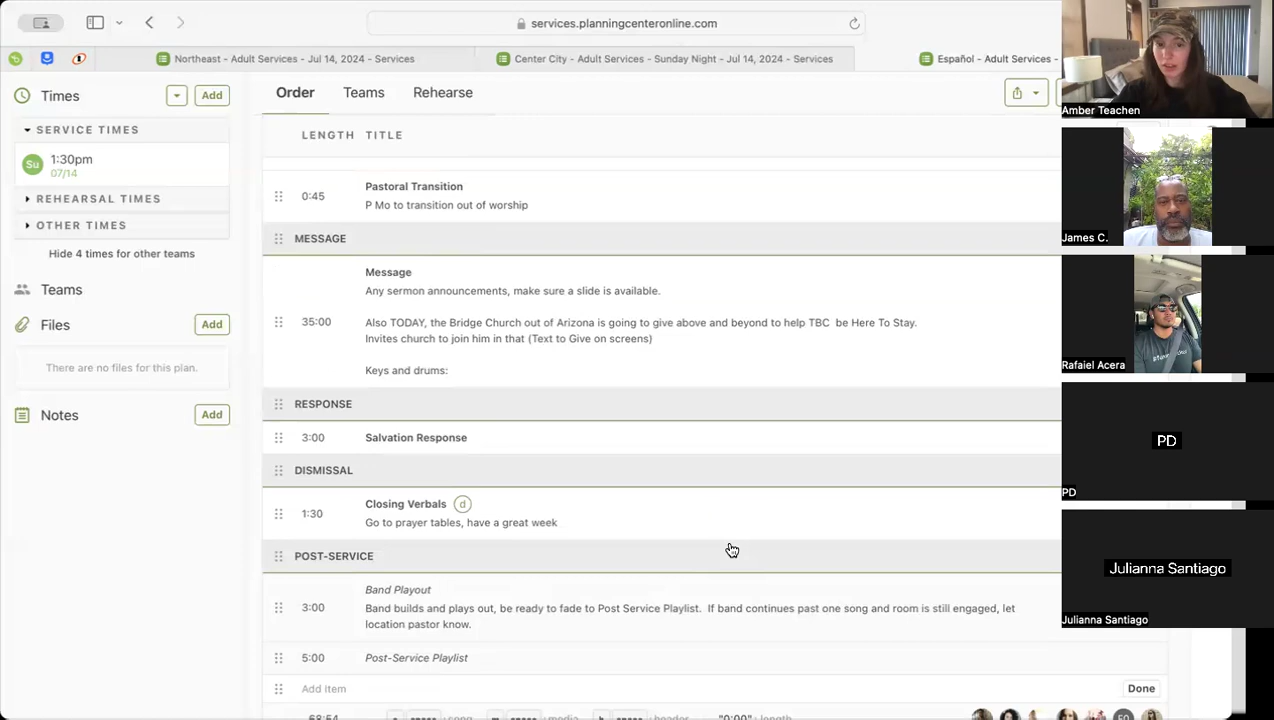 services.planningcenteronline.com
Northeast - Adult Services - Jul 14, 2024 - Services
Center City - Adult Services - Sunday Night - Jul 14, 2024 - Services
Español - Adult Services -
Times
Add
SERVICE TIMES
Su
1:30pm
07/14
REHEARSAL TIMES
OTHER TIMES
Hide 4 times for other teams
Teams
Files
Add
There are no files for this plan.
Notes
Add
Order
Teams
Rehearse
LENGTH TITLE
0:45
Pastoral Transition
P Mo to transition out of worship
MESSAGE
Message
Any sermon announcements, make sure a slide is available.
35:00
Also TODAY, the Bridge Church out of Arizona is going to give above and beyond to help TBC be Here To Stay.
Invites church to join him in that (Text to Give on screens)
Keys and drums:
RESPONSE
3:00
Salvation Response
DISMISSAL
1:30
Closing Verbals d
Go to prayer tables, have a great week
POST-SERVICE
3:00
Band Playout
Band builds and plays out, be ready to fade to Post Service Playlist. If band continues past one song and room is still engaged, let
location pastor know.
5:00
Post-Service Playlist
Add Item
Done
Amber Teachen
James C.
Rafaiel Acera
PD
PD
Julianna Santiago
Julianna Santiago